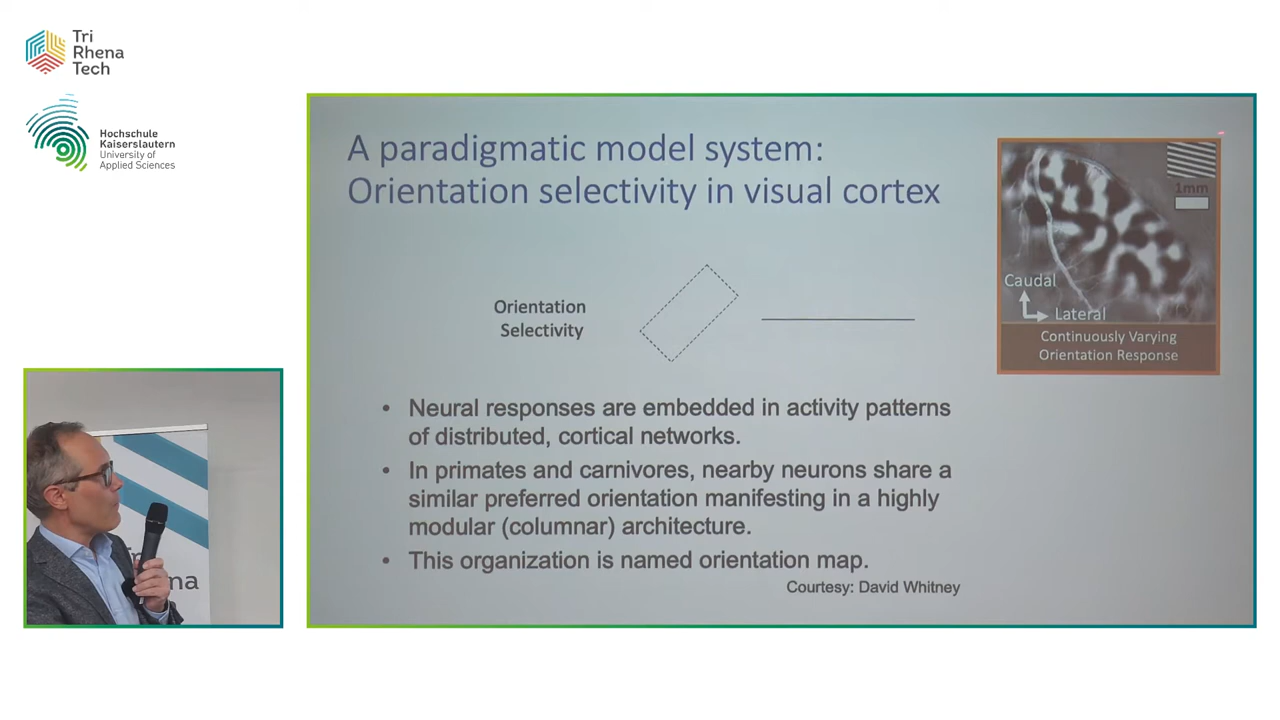 Tri
Rhena
Tech
Hochschule
Kaiserslautern
University of
Applied Sciences
A paradigmatic model system:
Orientation selectivity in visual cortex
1mm
Orientation
Selectivity
Caudal
Lateral
Continuously Varying
Orientation Response
• Neural responses are embedded in activity patterns
of distributed, cortical networks.
• In primates and carnivores, nearby neurons share a
similar preferred orientation manifesting in a highly
modular (columnar) architecture.
• This organization is named orientation map.
Courtesy: David Whitney